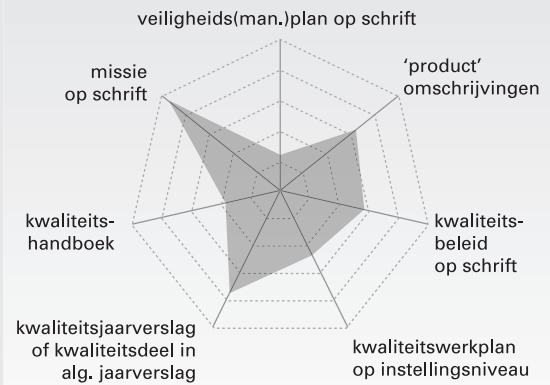 veiligheids(man.)plan op schrift
missie
op schrift
‘product’
omschrijvingen
kwaliteits-
handboek
kwaliteits-
beleid
op schrift
kwaliteitsjaarverslag
of kwaliteitsdeel in
alg. jaarverslag
kwaliteitswerkplan
op instellingsniveau